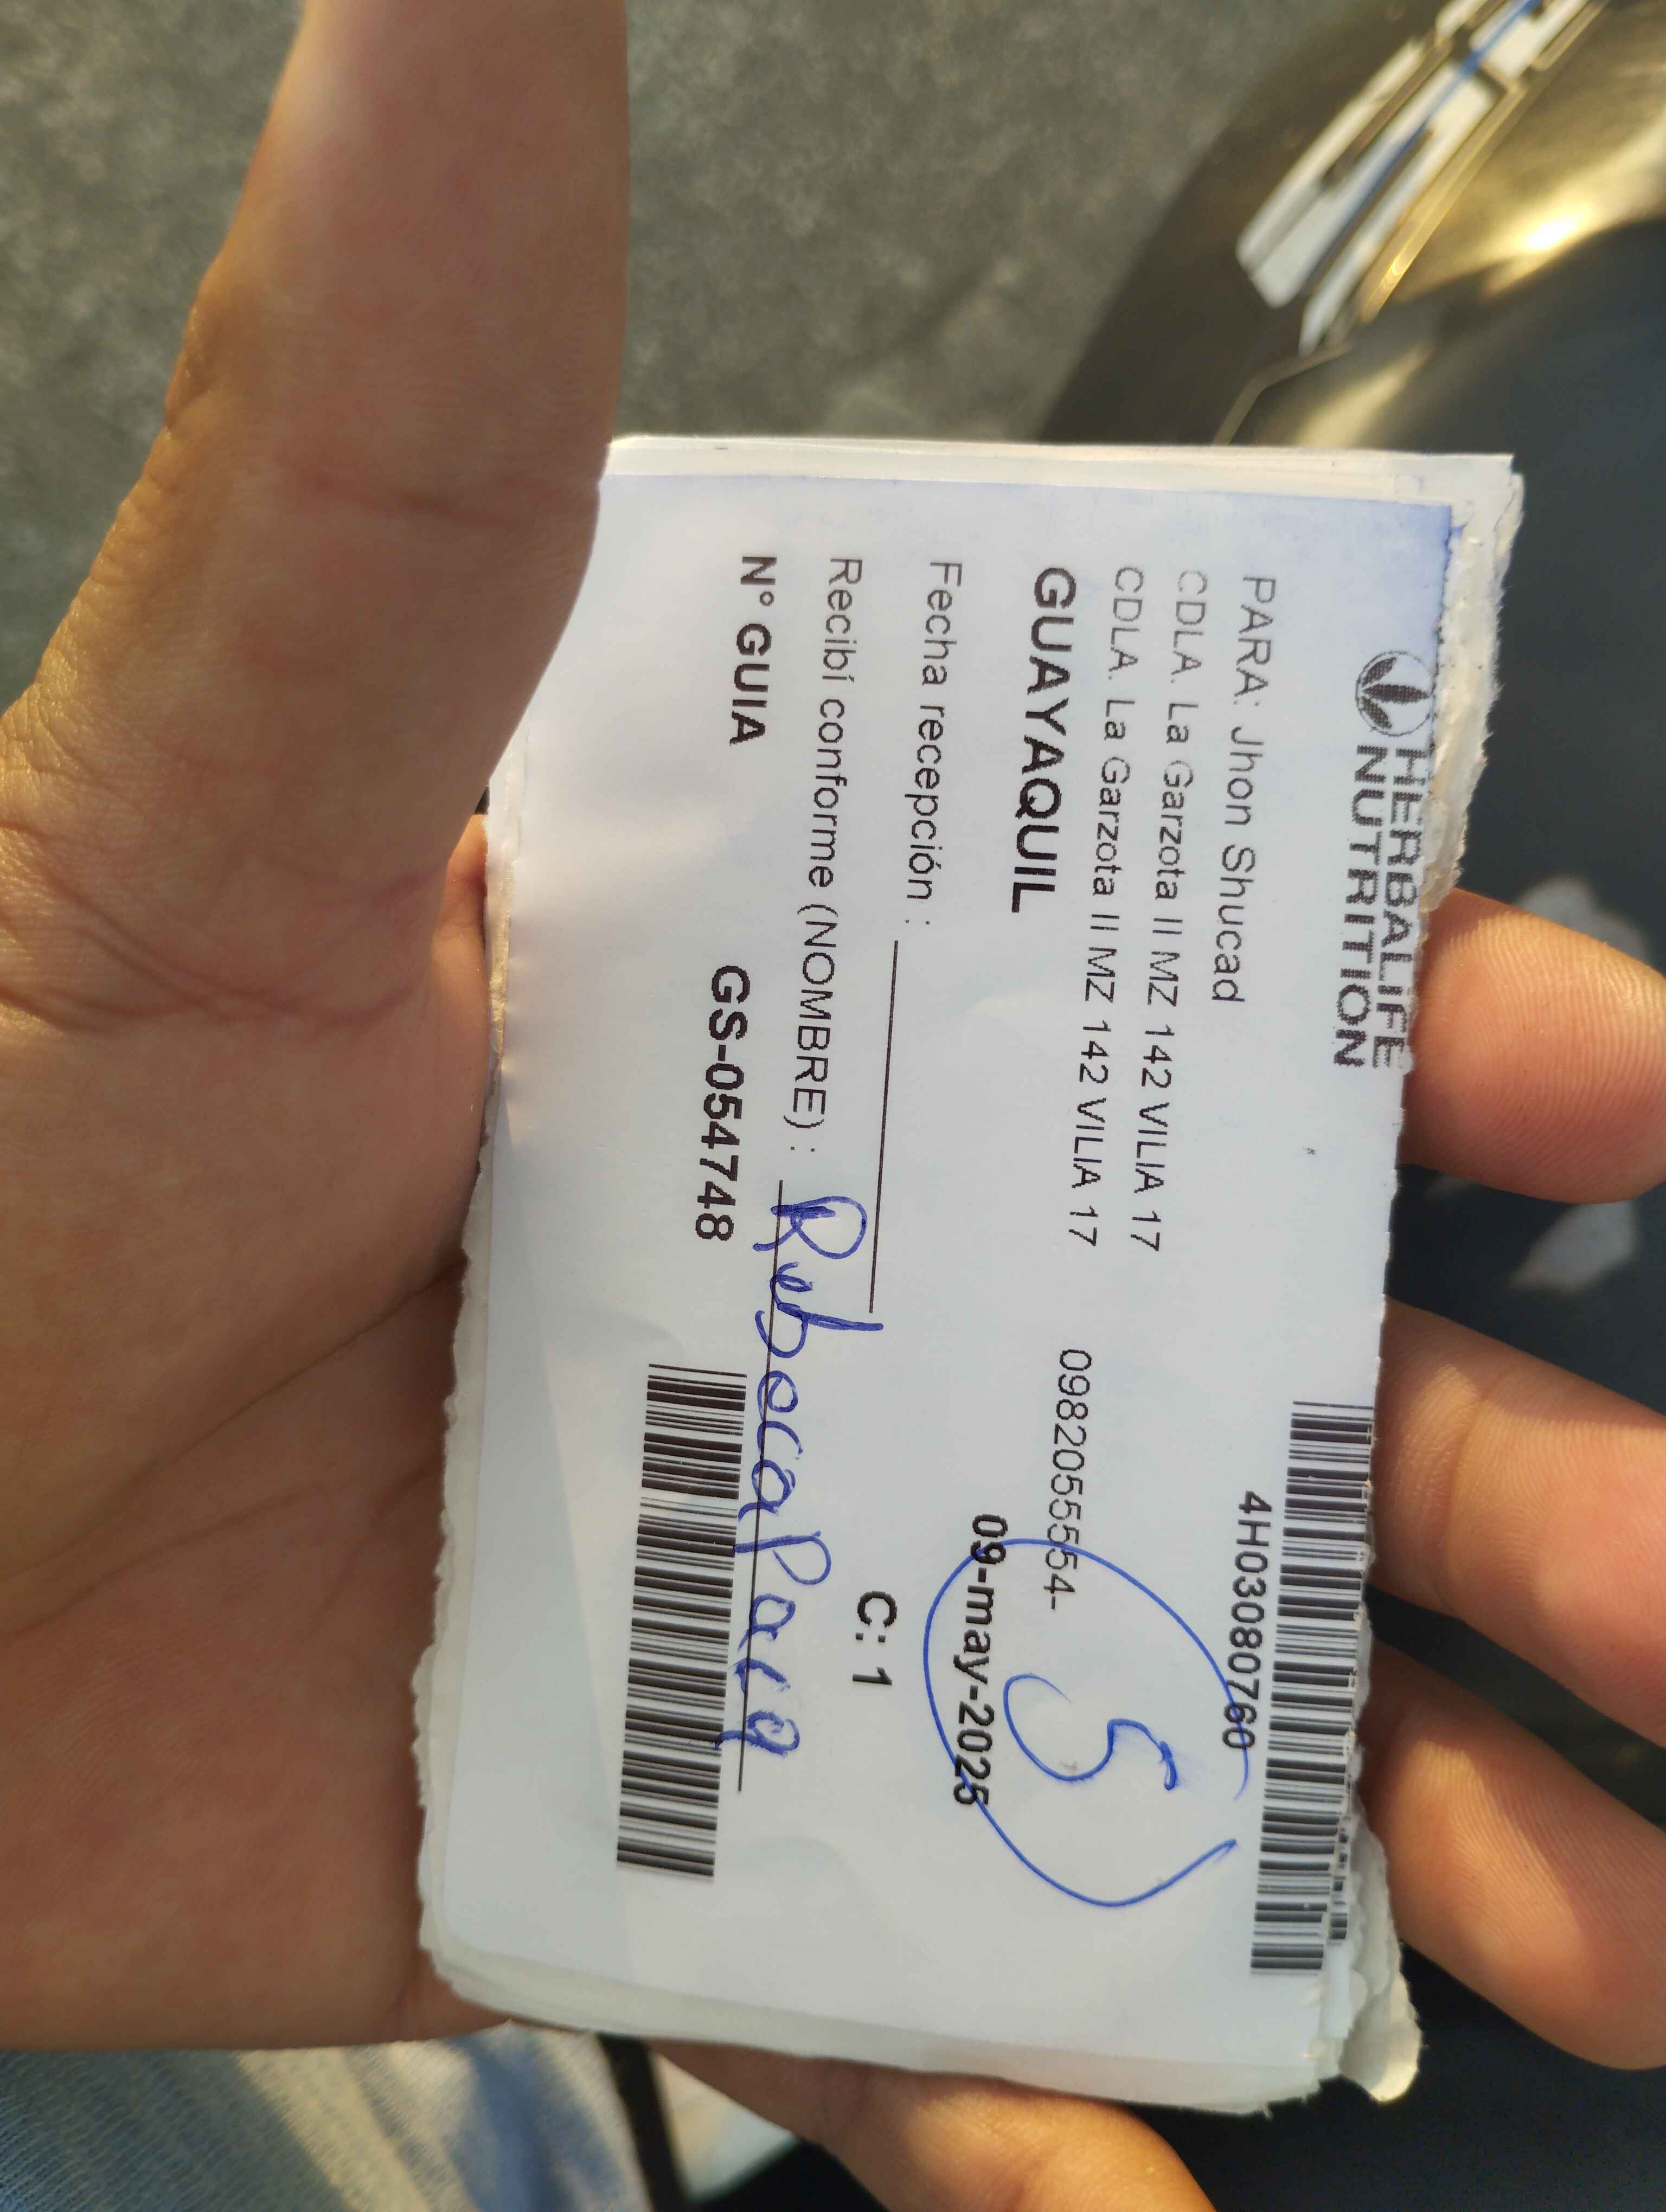 HERBALIFE
NUTRITION
4H03080760
PARA: Jhon Shucad
CDLA. La Garzota II MZ 142 VILIA 17
CDLA. La Garzota II MZ 142 VILIA 17
0982055554-
5
GUAYAQUIL
09-may-2025
Fecha recepción :
C: 1
Recibí conforme (NOMBRE) : Rebeca
N° GUIA GS-054748